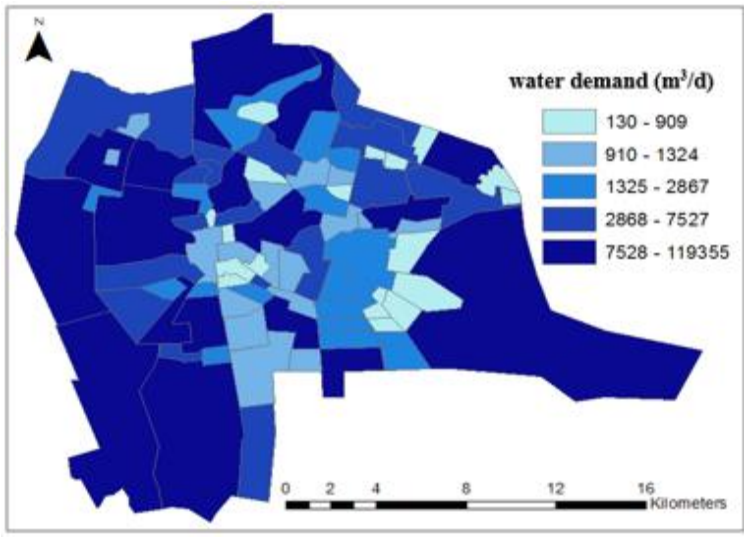 N
water demand (m³/d)
130 - 909
910 - 1324
1325 - 2867
2868 - 7527
7528 - 119355
0 2 4 8 12 16
Kilometers